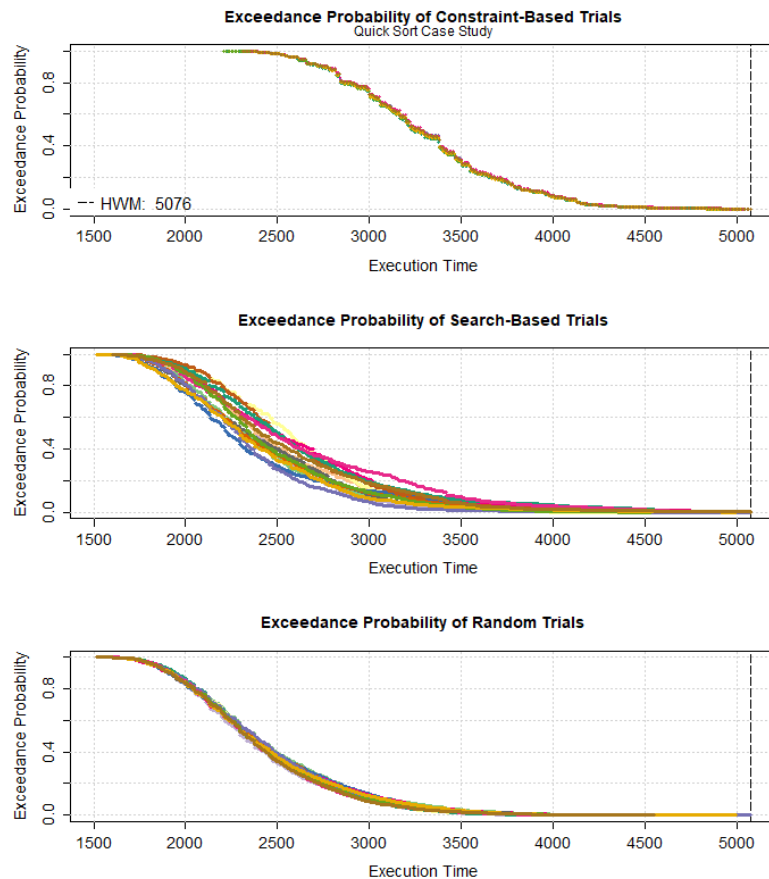 Exceedance Probability of Constraint-Based Trials
Quick Sort Case Study
Exceedance Probability
0.0 0.4 0.8
HWM: 5076
1500 2000 2500 3000 3500 4000 4500 5000
Execution Time
Exceedance Probability of Search-Based Trials
Exceedance Probability
0.0 0.4 0.8
1500 2000 2500 3000 3500 4000 4500 5000
Execution Time
Exceedance Probability of Random Trials
Exceedance Probability
0.0 0.4 0.8
1500 2000 2500 3000 3500 4000 4500 5000
Execution Time